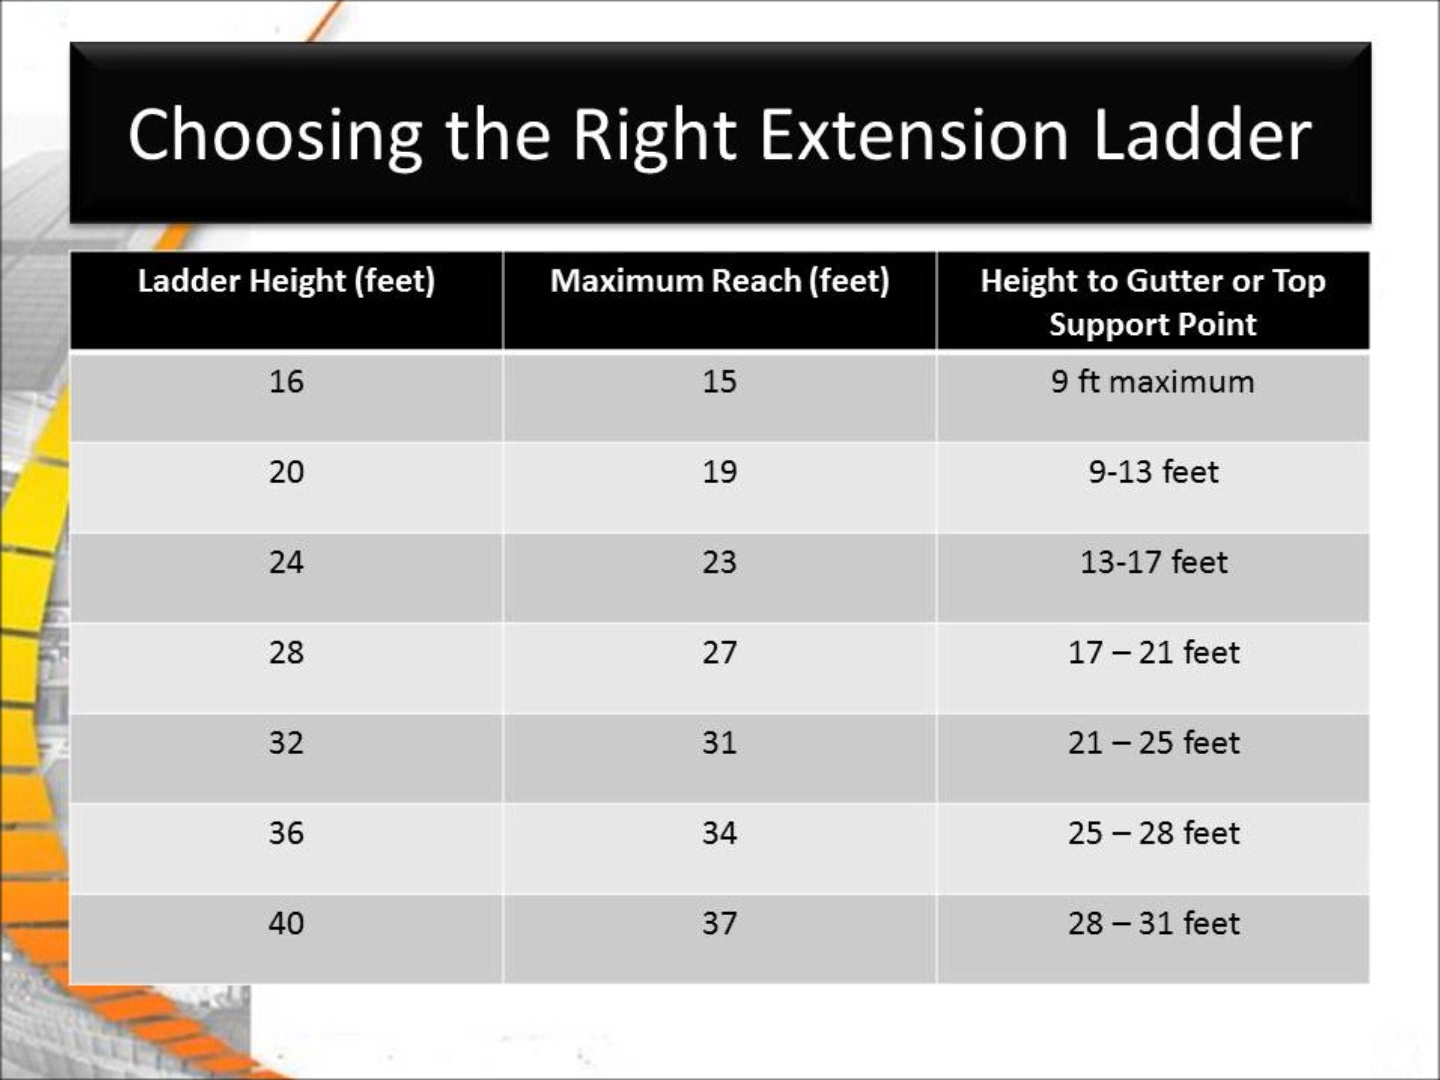 Choosing the Right Extension Ladder
Ladder Height (feet) Maximum Reach (feet) Height to Gutter or Top
Support Point
16 15 9 ft maximum
20 19 9-13 feet
24 23 13-17 feet
28 27 17 – 21 feet
32 31 21 – 25 feet
36 34 25 – 28 feet
40 37 28 – 31 feet